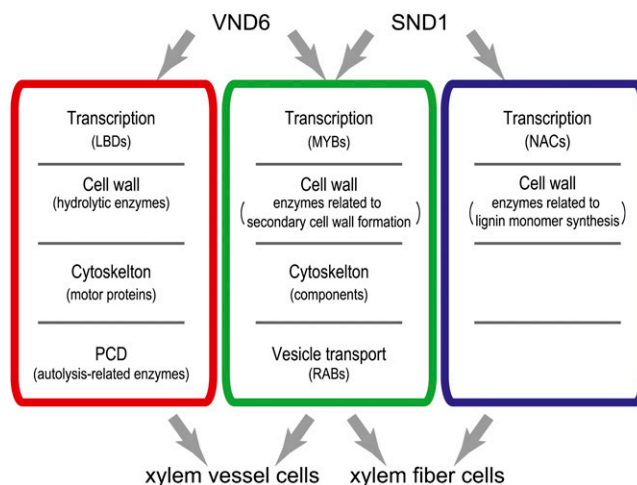 VND6 SND1
Transcription
(LBDs)
Cell wall
(hydrolytic enzymes)
Cytoskelton
(motor proteins)
PCD
(autolysis-related enzymes)
Transcription
(MYBs)
Cell wall
(enzymes related to
secondary cell wall formation)
Cytoskelton
(components)
Vesicle transport
(RABs)
Transcription
(NACs)
Cell wall
(enzymes related to
lignin monomer synthesis)
xylem vessel cells xylem fiber cells